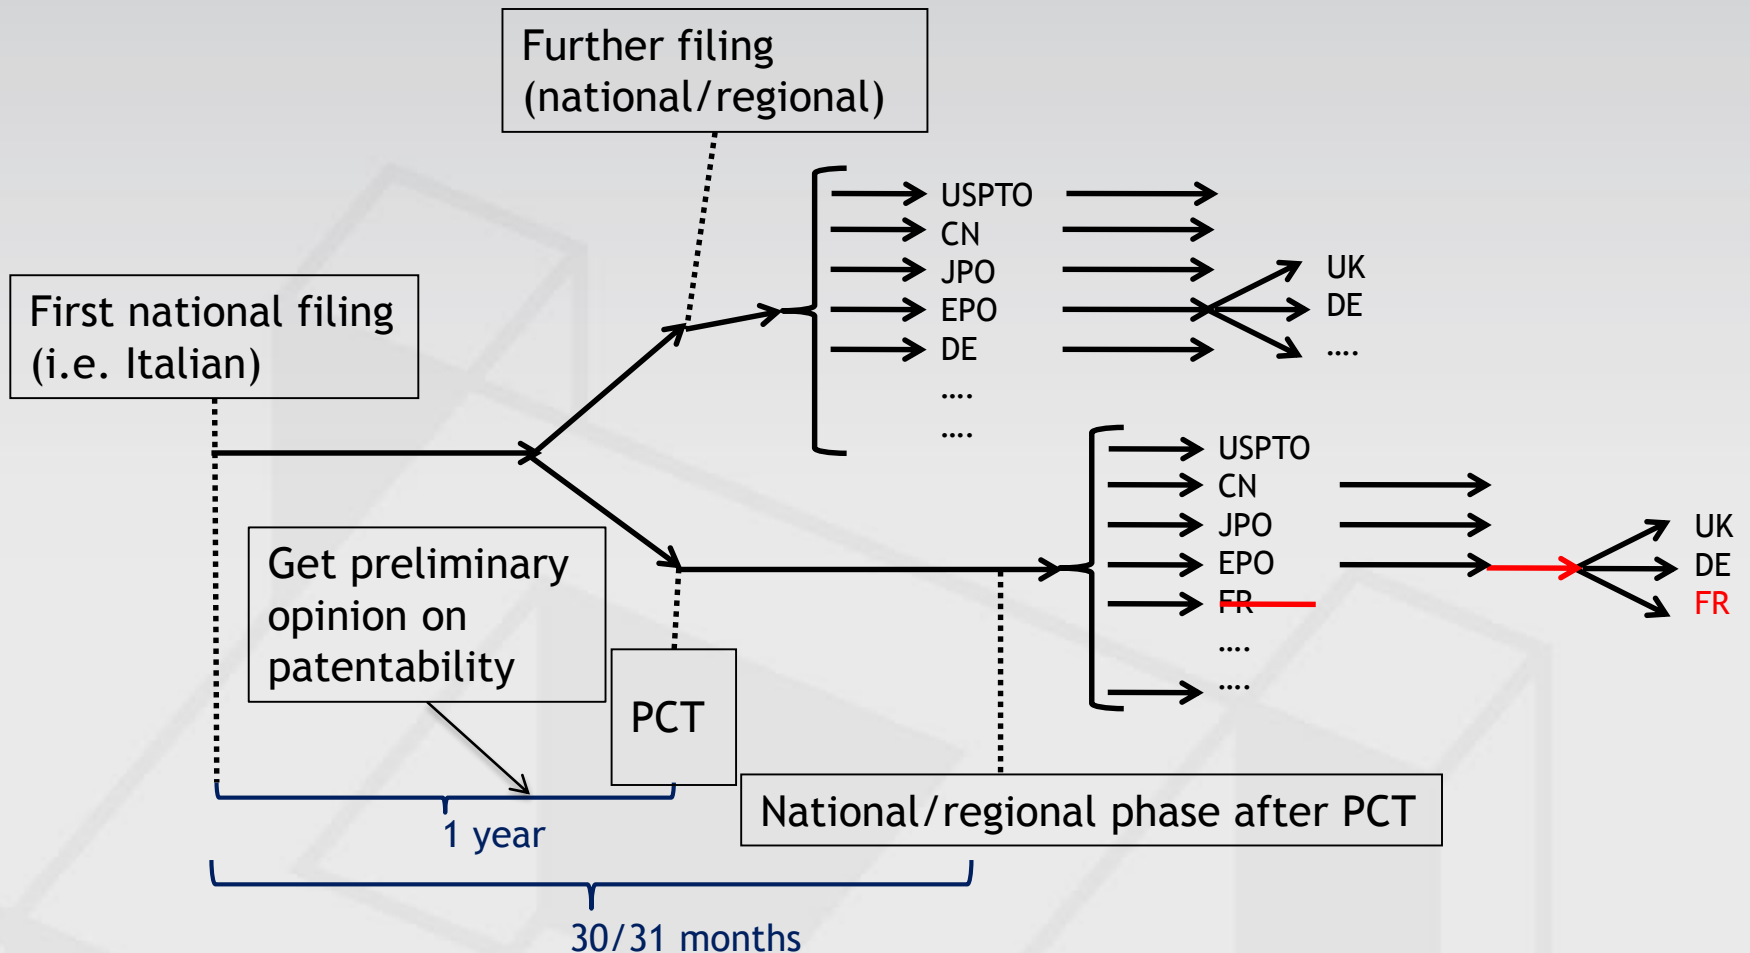 Further filing
(national/regional)
First national filing
(i.e. Italian)
USPTO
CN
JPO
EPO
DE
....
....
UK
DE
....
Get preliminary
opinion on
patentability
PCT
USPTO
CN
JPO
EPO
FR
....
....
UK
DE
FR
National/regional phase after PCT
1 year
30/31 months